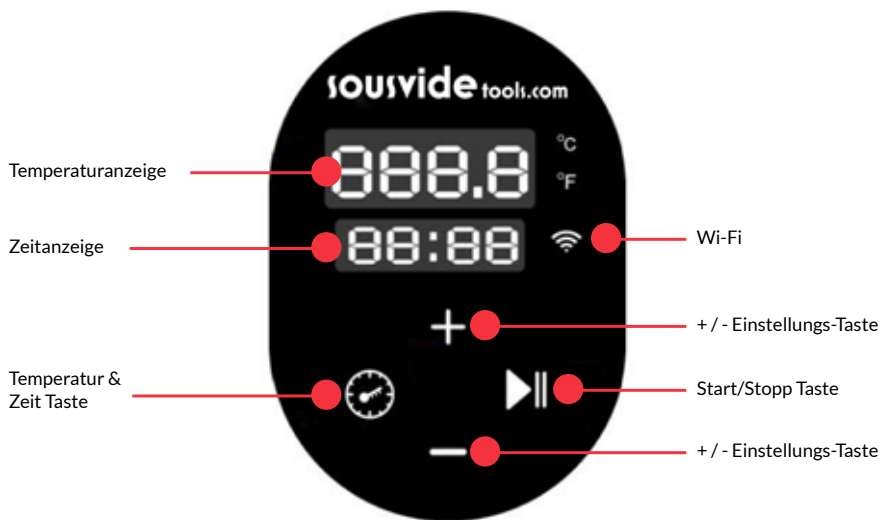 sousvide tools.com
888.8
°C
°F
Temperaturanzeige
88:88
Zeitanzeige
Wi-Fi
+
+ / - Einstellungs-Taste
Temperatur &
Zeit Taste
Start/Stopp Taste
-
+ / - Einstellungs-Taste